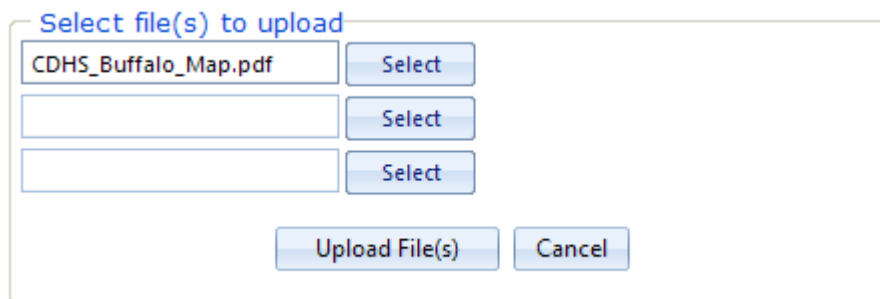 Select file(s) to upload
CDHS_Buffalo_Map.pdf Select
Select
Select
Upload File(s) Cancel